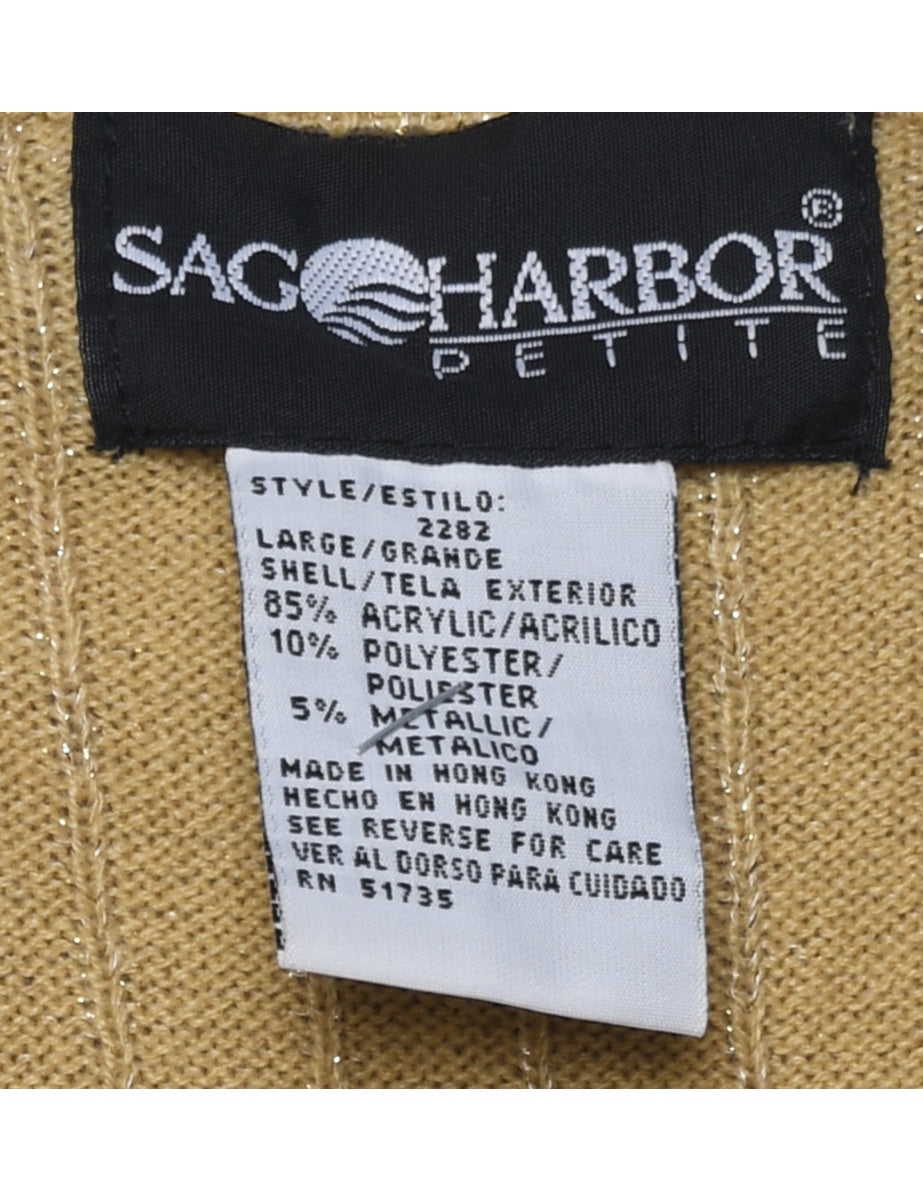 SAG HARBOR®
PETITE
STYLE/ESTILO:
2282
LARGE/GRANDE
SHELL/TELA EXTERIOR
85% ACRYLIC/ACRILICO
10% POLYESTER/
POLIESTER
5% METALLIC/
METALICO
MADE IN HONG KONG
HECHO EN HONG KONG
SEE REVERSE FOR CARE
VER AL DORSO PARA CUIDADO
RN 51735